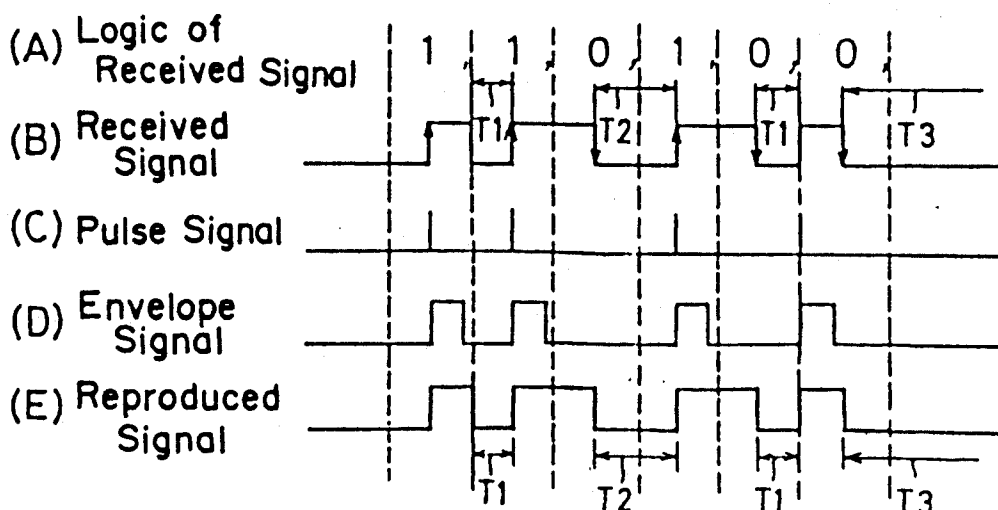 (A) Logic of
Received Signal
1, 1, 0, 1, 0, 0,
T1 T2 T1 T3
(B) Received
Signal
(C) Pulse Signal
(D) Envelope
Signal
(E) Reproduced
Signal
T1 T2 T1 T3